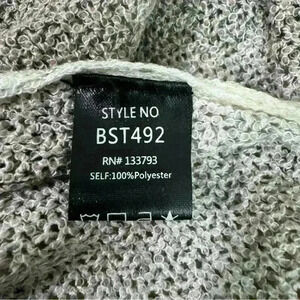 STYLE NO
BST492
RN# 133793
SELF:100%Polyester